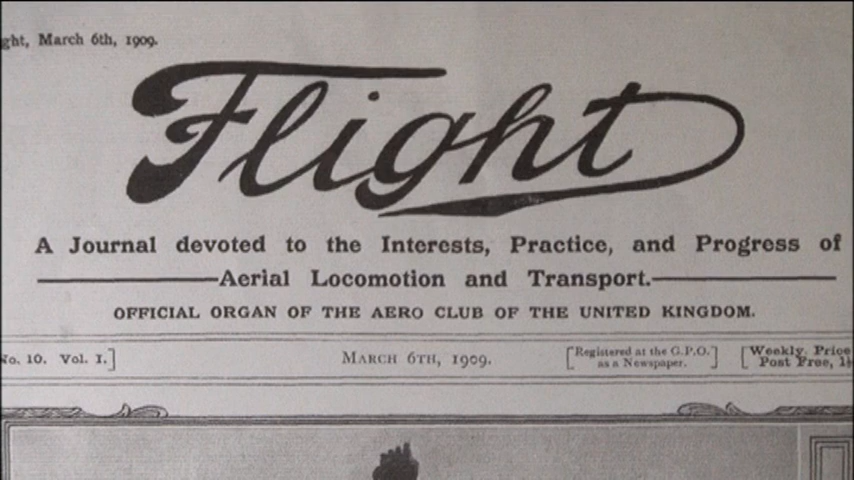 March 6th, 1909.
Flight
A Journal devoted to the Interests, Practice, and Progress of
Aerial Locomotion and Transport.
OFFICIAL ORGAN OF THE AERO CLUB OF THE UNITED KINGDOM.
No. 10. Vol. I.]
March 6th, 1909.
[Registered at the G.P.O.
as a Newspaper.]
[Weekly. Price
Post Free,